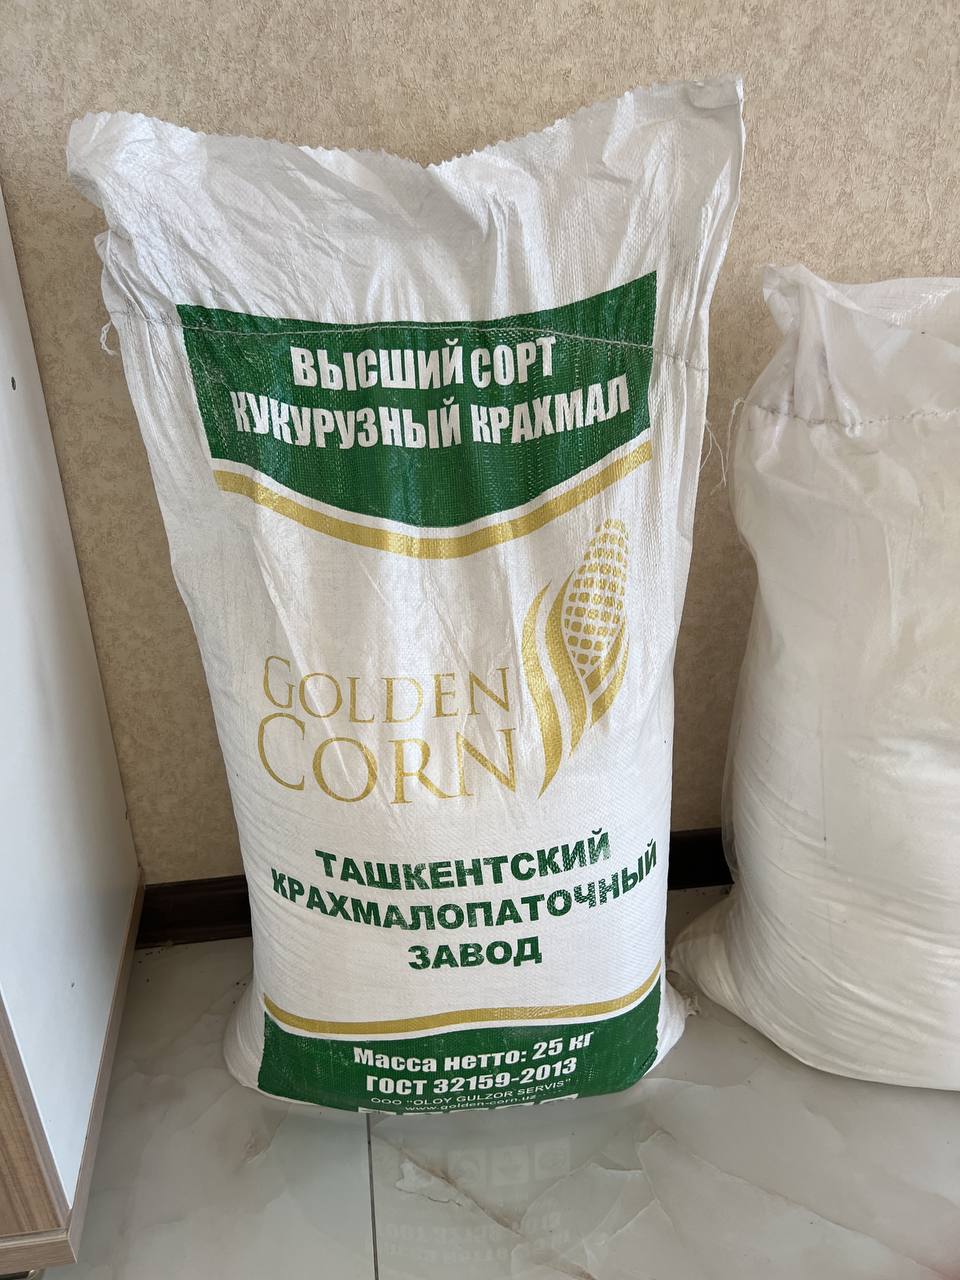 ВЫСШИЙ СОРТ
КУКУРУЗНЫЙ КРАХМАЛ
GOLDEN
CORN
ТАШКЕНТСКИЙ
КРАХМАЛОПАТОЧНЫЙ
ЗАВОД
Масса нетто: 25 кг
ГОСТ 32159-2013
ООО "OLOY GULZOR SERVIS"
www.golden-corn.uz